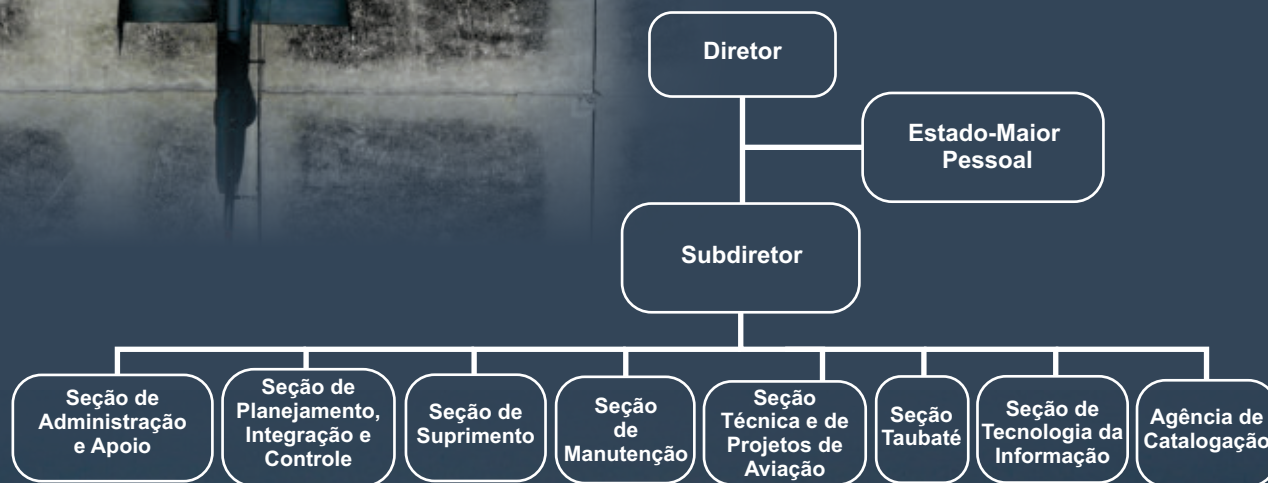 Diretor
Estado-Maior
Pessoal
Subdiretor
Seção de
Administração
e Apoio
Seção de
Planejamento,
Integração e
Controle
Seção de
Suprimento
Seção
de
Manutenção
Seção
Técnica e de
Projetos de
Aviação
Seção
Taubaté
Seção de
Tecnologia da
Informação
Agência de
Catalogação